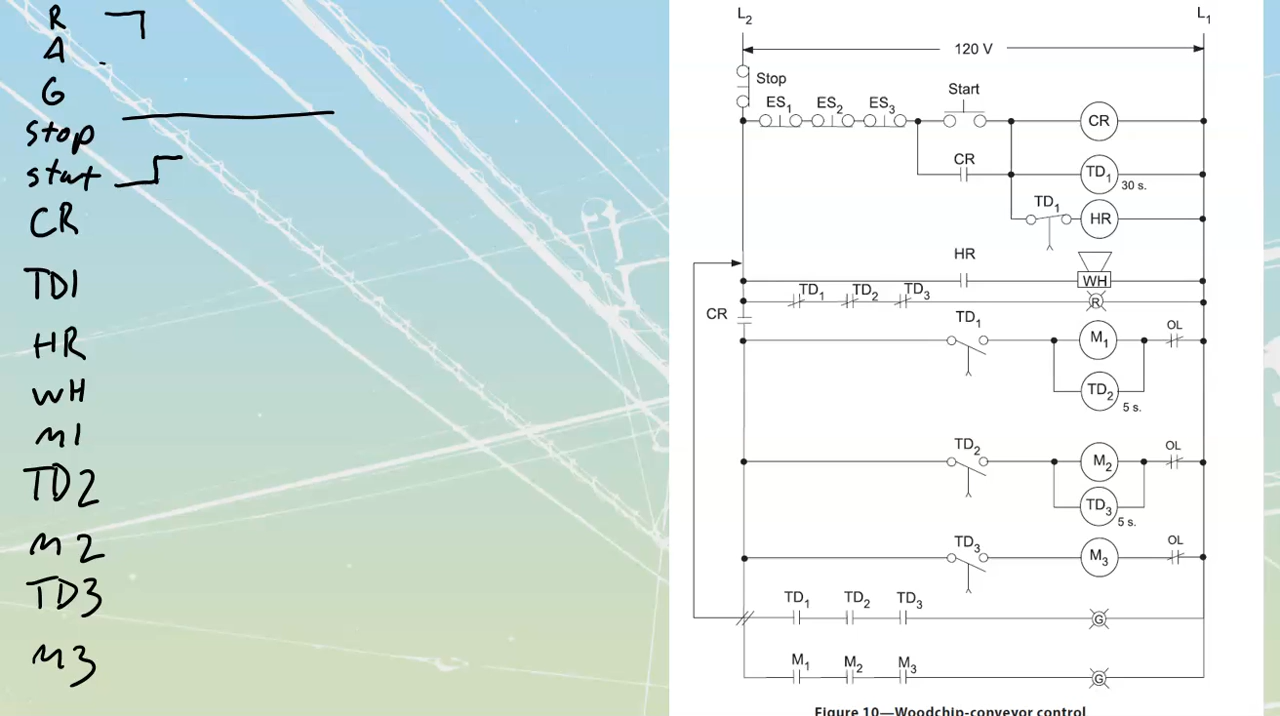 R
A
G
stop
start
CR
TD1
HR
WH
M1
TD2
M2
TD3
M3
L2 L1
120 V
Stop
ES1 ES2 ES3 Start
CR
CR
TD1
30 s.
TD1
HR
HR
WH
TD1 TD2 TD3
R
CR
TD1
M1
OL
TD2
5 s.
TD2
M2
OL
TD3
5 s.
TD3
M3
OL
TD1 TD2 TD3
G
M1 M2 M3
G
Figure 10—Woodchip-conveyor control